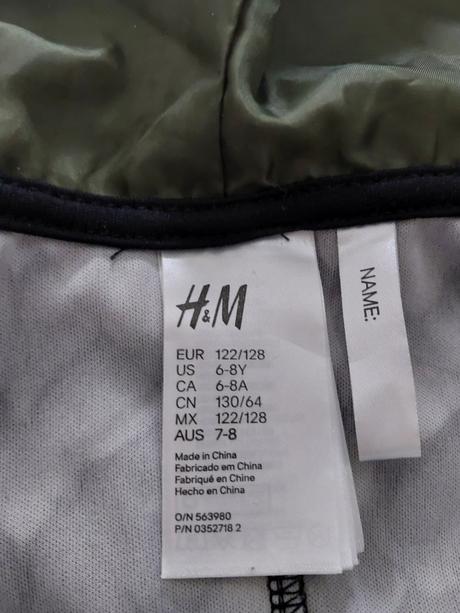 H&M
EUR 122/128
US 6-8Y
CA 6-8A
CN 130/64
MX 122/128
AUS 7-8
Made in China
Fabricado em China
Fabriqué en Chine
Hecho en China
O/N 563980
P/N 0352718 2
NAME: